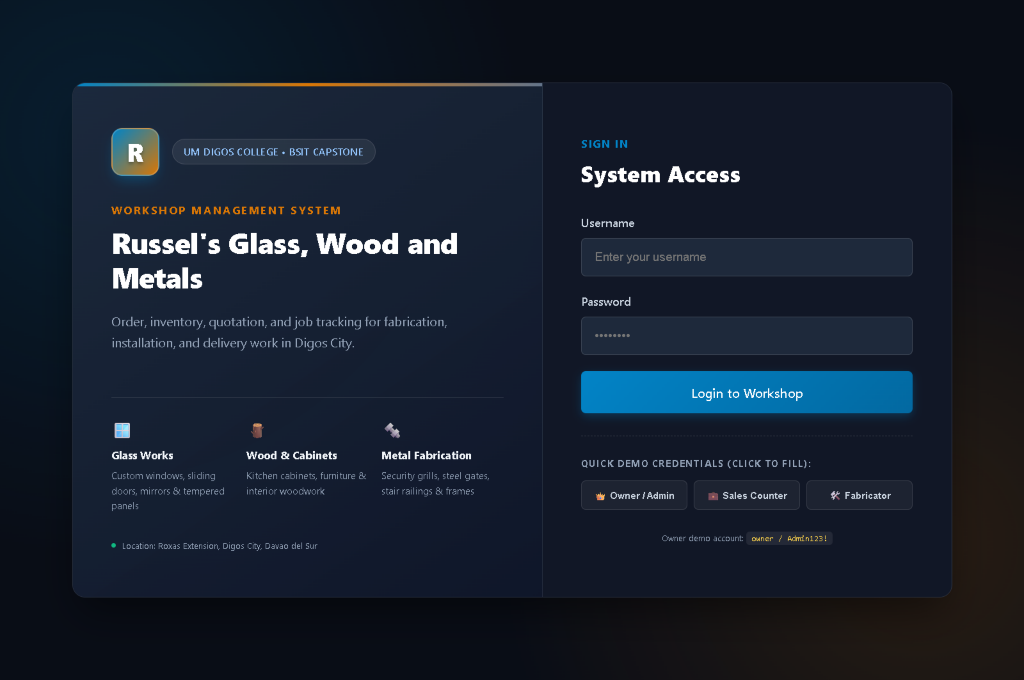 R
UM DIGOS COLLEGE • BSIT CAPSTONE
WORKSHOP MANAGEMENT SYSTEM
Russel's Glass, Wood and
Metals
Order, inventory, quotation, and job tracking for fabrication,
installation, and delivery work in Digos City.
Glass Works
Custom windows, sliding
doors, mirrors & tempered
panels
Wood & Cabinets
Kitchen cabinets, furniture &
interior woodwork
Metal Fabrication
Security grills, steel gates,
stair railings & frames
Location: Roxas Extension, Digos City, Davao del Sur
SIGN IN
System Access
Username
Enter your username
Password
••••••••
Login to Workshop
QUICK DEMO CREDENTIALS (CLICK TO FILL):
Owner / Admin
Sales Counter
Fabricator
Owner demo account: owner / Admin123!